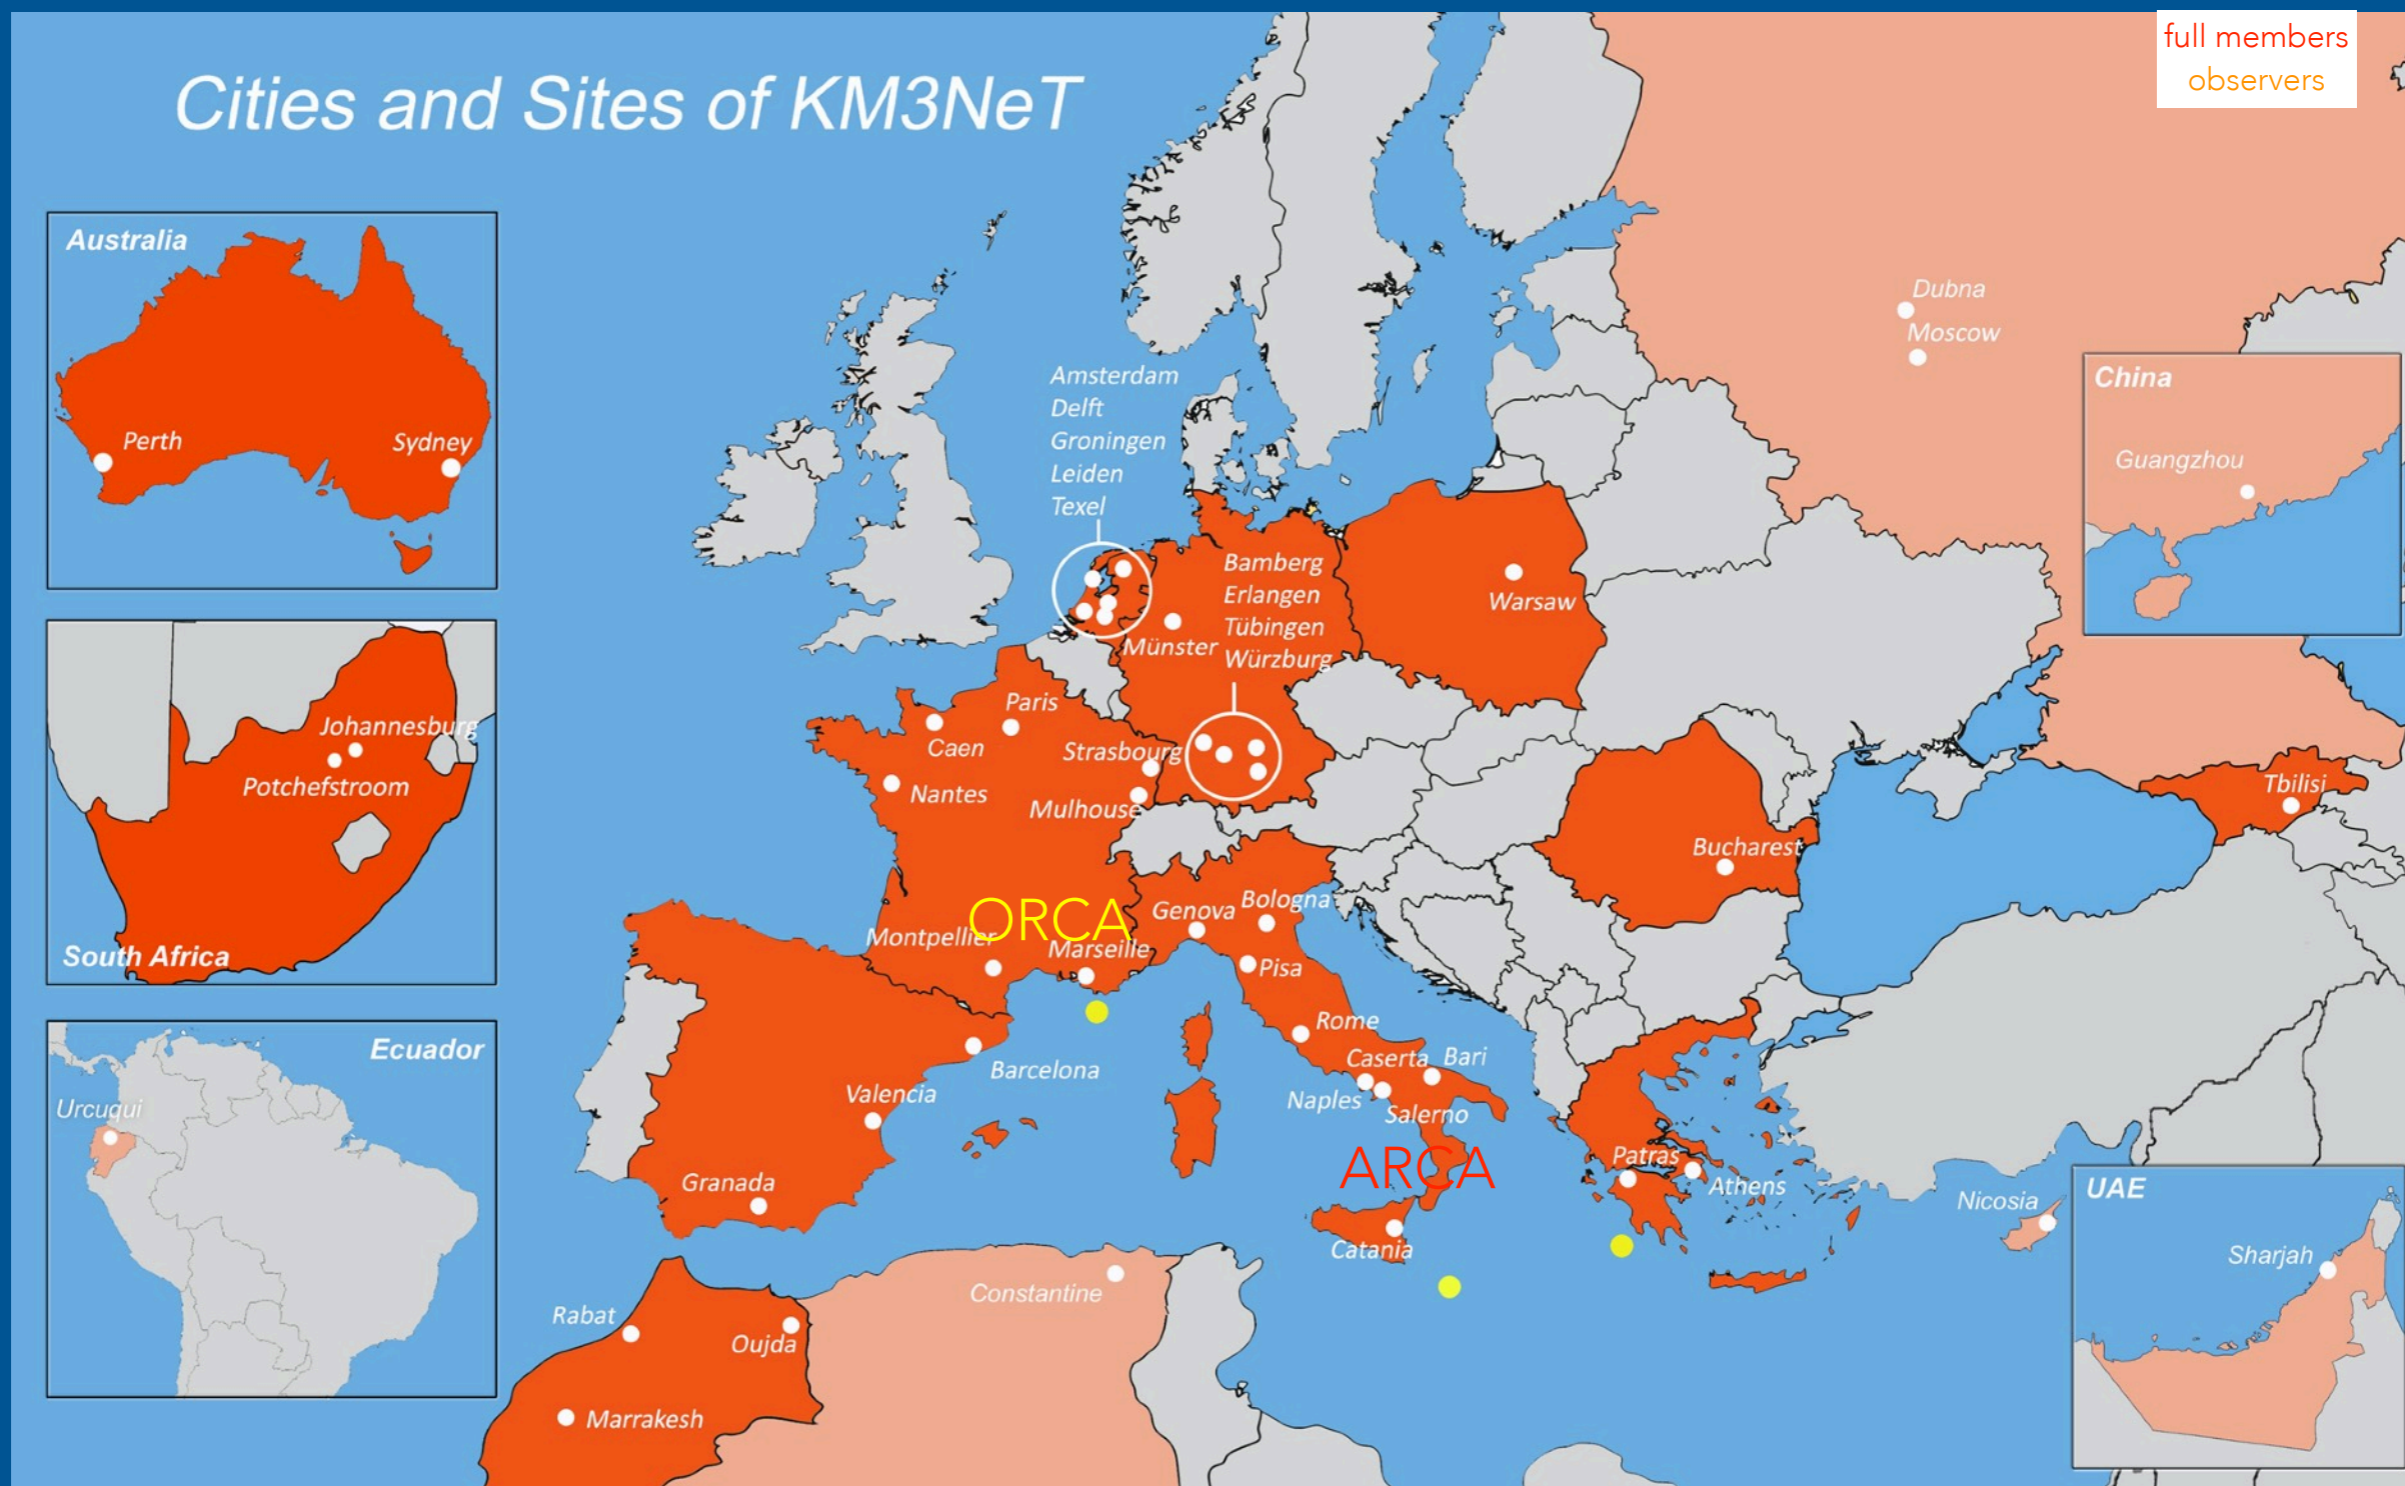 full members
observers
Cities and Sites of KM3NeT
Australia
Perth
Sydney
South Africa
Johannesburg
Potchefstroom
Ecuador
Urcuqui
Amsterdam
Delft
Groningen
Leiden
Texel
Bamberg
Erlangen
Tübingen
Würzburg
Münster
Warsaw
Dubna
Moscow
China
Guangzhou
Paris
Caen
Strasbourg
Nantes
Mulhouse
Tbilisi
Bucharest
ORCA
Montpellier
Marseille
Genova
Bologna
Pisa
Rome
Caserta
Bari
Naples
Salerno
Barcelona
Valencia
Granada
ARCA
Catania
Patras
Athens
Nicosia
UAE
Sharjah
Constantine
Rabat
Oujda
Marrakesh